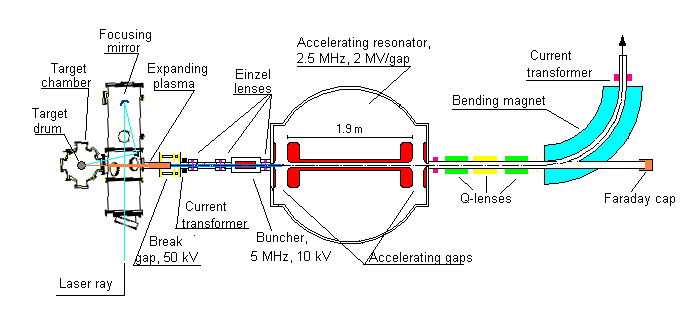 Focusing
mirror
Target
chamber
Expanding
plasma
Target
drum
Einzel
lenses
Accelerating resonator,
2.5 MHz, 2 MV/gap
Current
transformer
Bending magnet
1.9 m
Current
transformer
Break
gap, 50 kV
Buncher,
5 MHz, 10 kV
Accelerating gaps
Q-lenses
Faraday cap
Laser ray